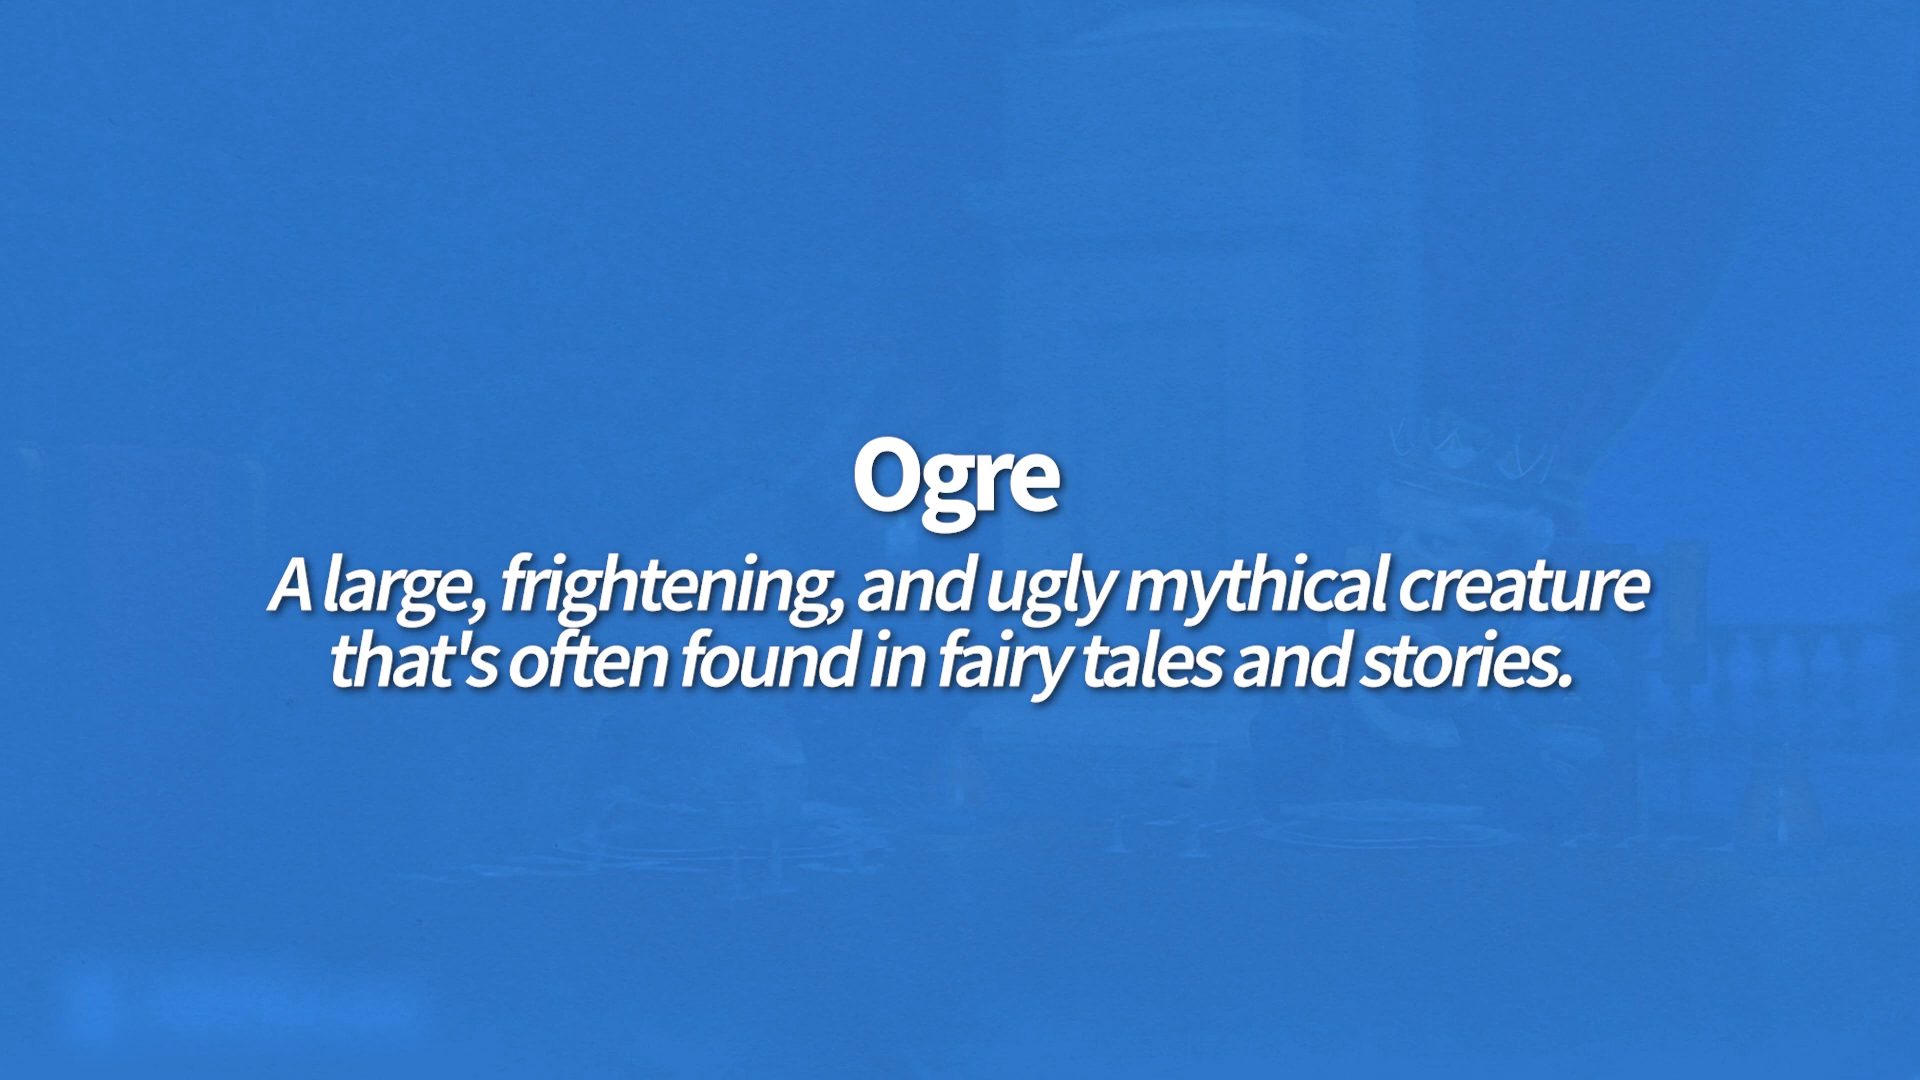 Ogre
A large, frightening, and ugly mythical creature
that's often found in fairy tales and stories.